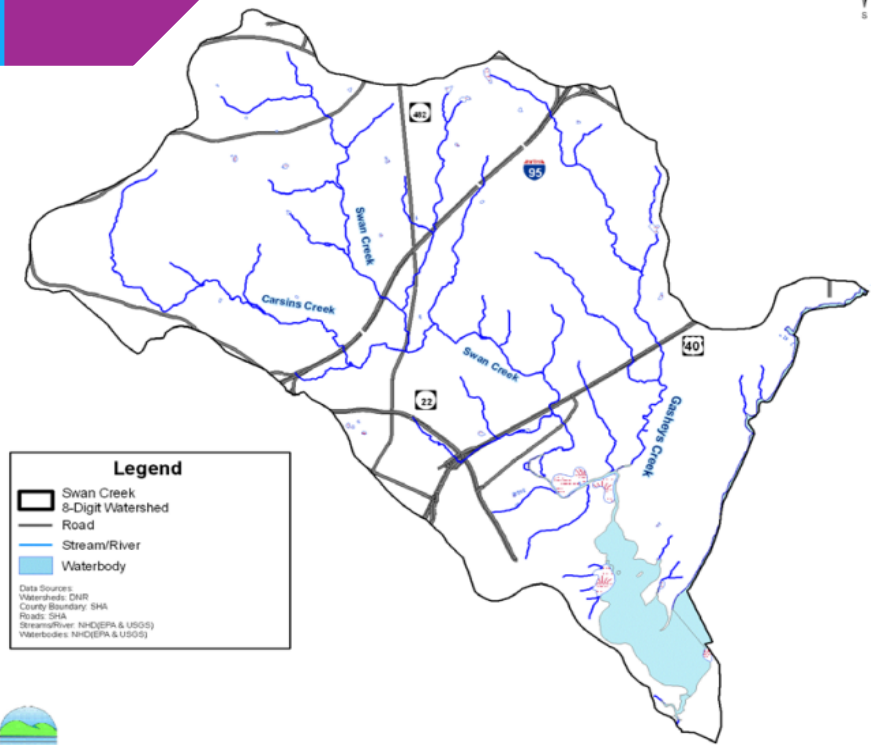 S
462
95
Swan Creek
Carsins Creek
Swan Creek
40
22
Gasheys Creek
Legend
Swan Creek
8-Digit Watershed
Road
Stream/River
Waterbody
Data Sources:
Watersheds: DNR
County Boundary: SHA
Roads: SHA
Streams/River: NHD(EPA & USGS)
Waterbodies: NHD(EPA & USGS)